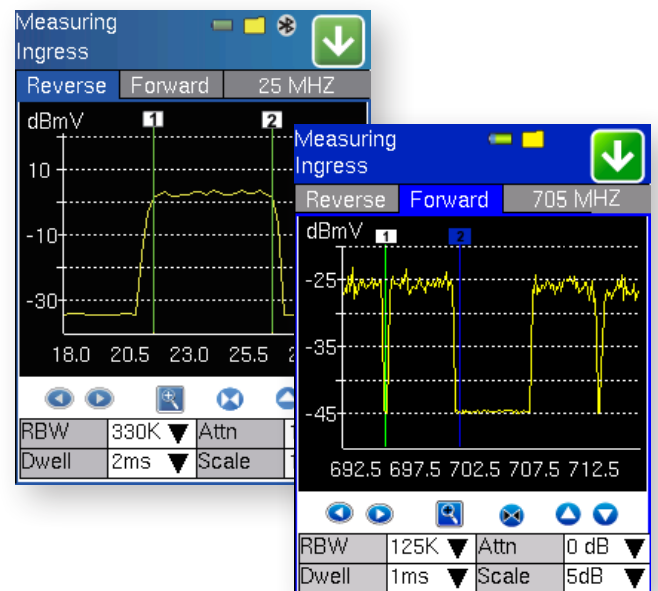 Measuring
Ingress
Reverse Forward 25 MHZ
dBmV 1 2
10
-10
-30
18.0 20.5 23.0 25.5
RBW 330K Attn
Dwell 2ms Scale
Measuring
Ingress
Reverse Forward 705 MHZ
dBmV 1 2
-25
-35
-45
692.5 697.5 702.5 707.5 712.5
RBW 125K Attn 0 dB
Dwell 1ms Scale 5dB